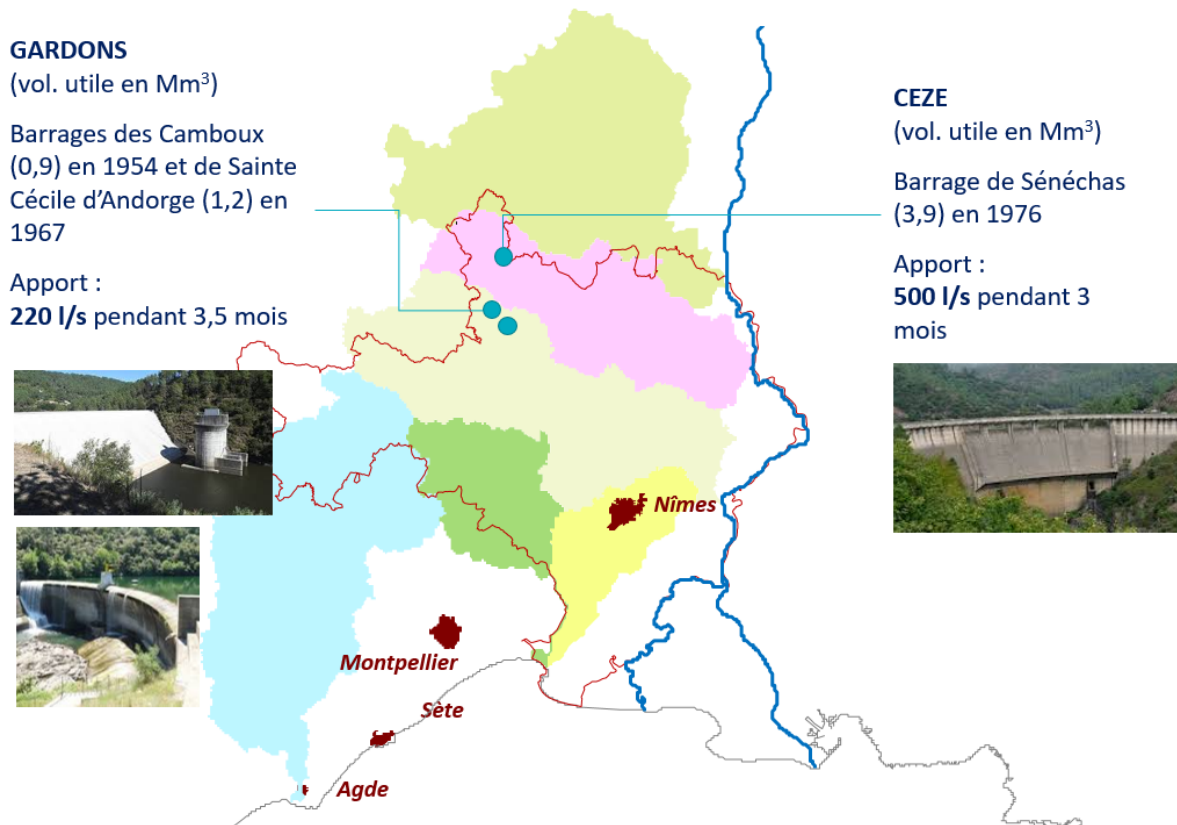 GARDONS
(vol. utile en Mm³)
Barrages des Camboux
(0,9) en 1954 et de Sainte
Cécile d’Andorge (1,2) en
1967
Apport :
220 l/s pendant 3,5 mois
CEZE
(vol. utile en Mm³)
Barrage de Sénéchas
(3,9) en 1976
Apport :
500 l/s pendant 3
mois
Nîmes
Montpellier
Sète
Agde